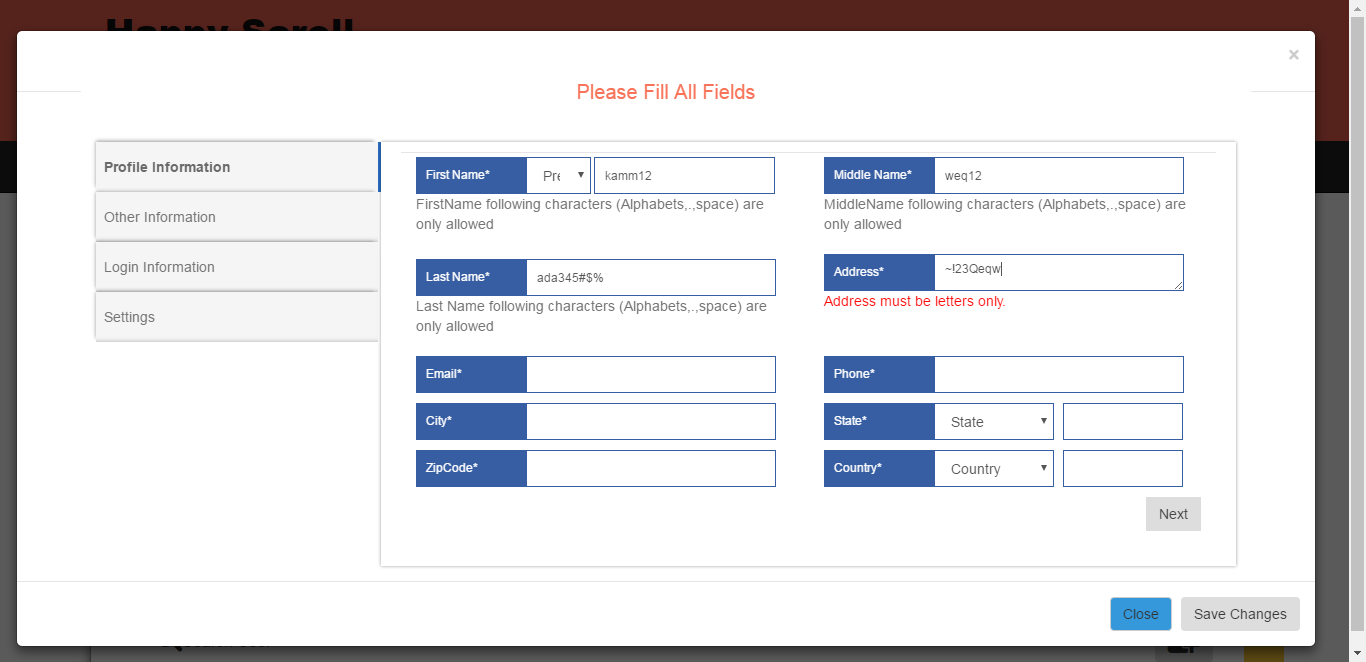 ×
Please Fill All Fields
Profile Information
Other Information
Login Information
Settings
First Name* Pre kamm12
FirstName following characters (Alphabets,.,space) are
only allowed
Middle Name* weq12
MiddleName following characters (Alphabets,.,space) are
only allowed
Last Name* ada345#$%
Last Name following characters (Alphabets,.,space) are
only allowed
Address* ~!23Qeqw
Address must be letters only.
Email*
Phone*
City*
State* State
ZipCode*
Country* Country
Next
Close Save Changes